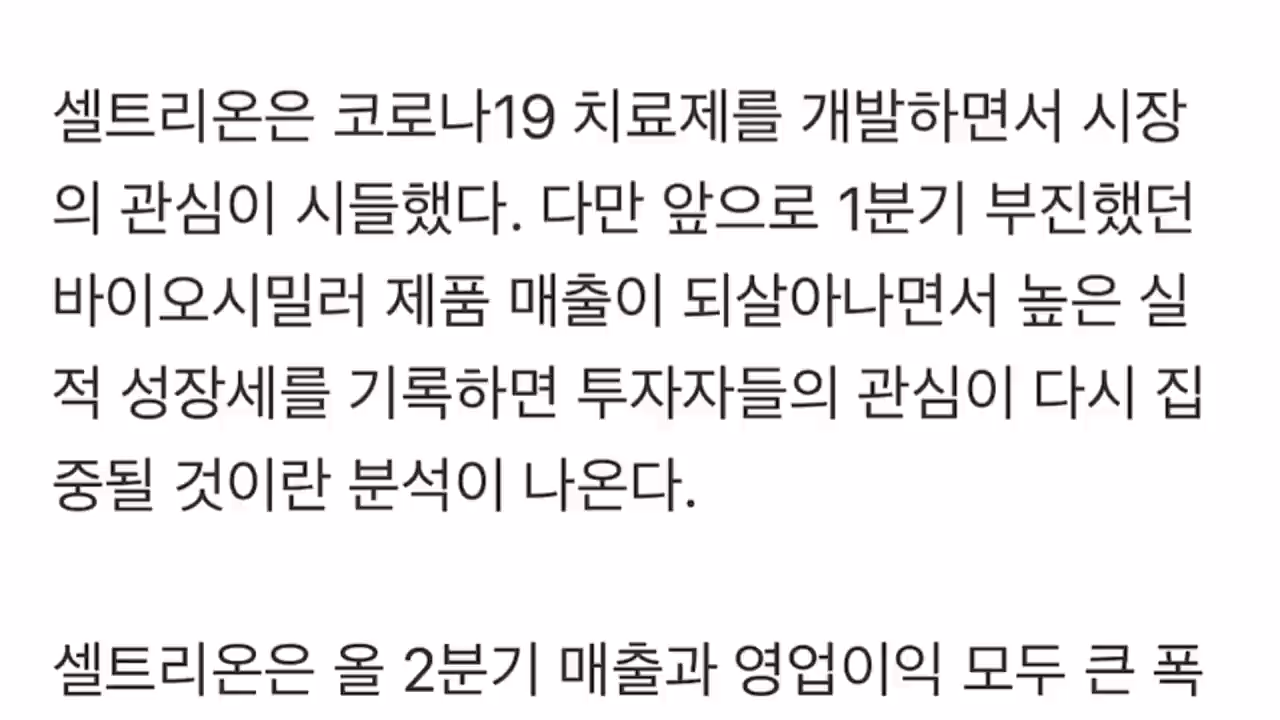 셀트리온은 코로나19 치료제를 개발하면서 시장
의 관심이 시들했다. 다만 앞으로 1분기 부진했던
바이오시밀러 제품 매출이 되살아나면서 높은 실
적 성장세를 기록하면 투자자들의 관심이 다시 집
중될 것이란 분석이 나온다.
셀트리온은 올 2분기 매출과 영업이익 모두 큰 폭